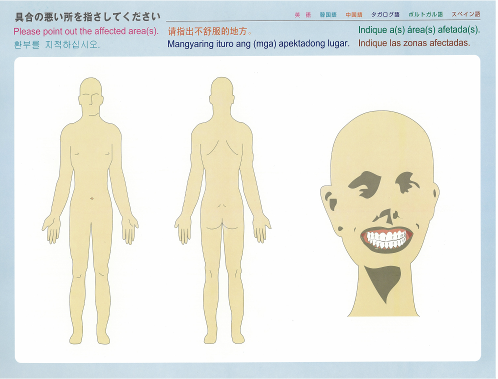 具合の悪い所を指さしてください
英語 韓国語 中国語 タガログ語 ポルトガル語 スペイン語
Please point out the affected area(s).
请指出不舒服的地方。
Indique a(s) área(s) afetada(s).
환부를 지적하십시오.
Mangyaring ituro ang (mga) apektadong lugar.
Indique las zonas afectadas.